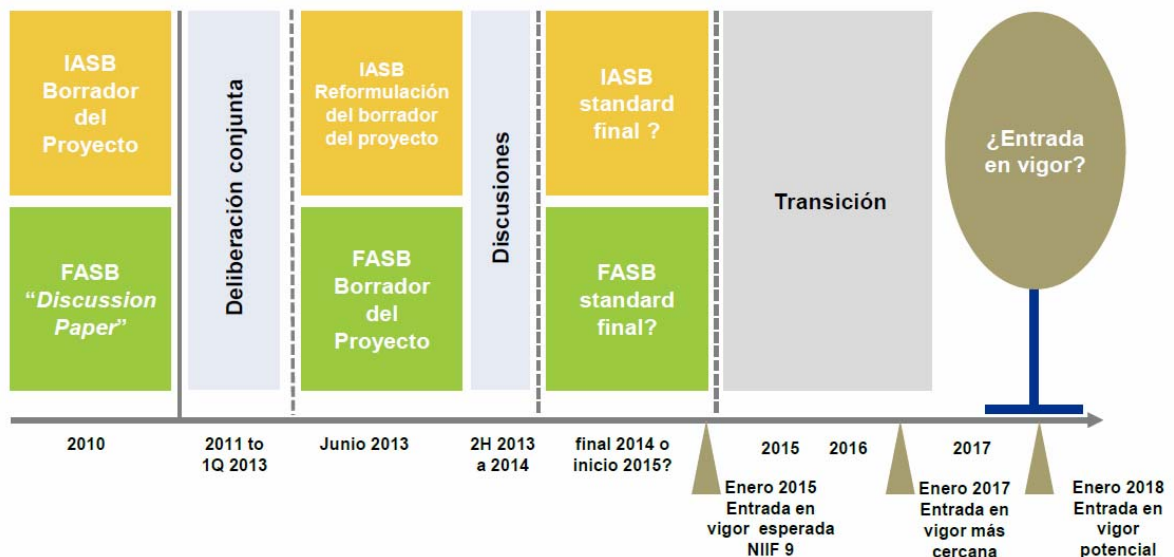 IASB
Borrador
del
Proyecto
FASB
“Discussion
Paper”
Deliberación conjunta
IASB
Reformulación
del borrador
del proyecto
FASB
Borrador
del
Proyecto
Discusiones
IASB
standard
final ?
FASB
standard
final?
Transición
¿Entrada
en vigor?
2010
2011 to
1Q 2013
Junio 2013
2H 2013
a 2014
final 2014 o
inicio 2015?
2015
2016
2017
Enero 2015
Entrada en
vigor esperada
NIIF 9
Enero 2017
Entrada en
vigor más
cercana
Enero 2018
Entrada en
vigor
potencial